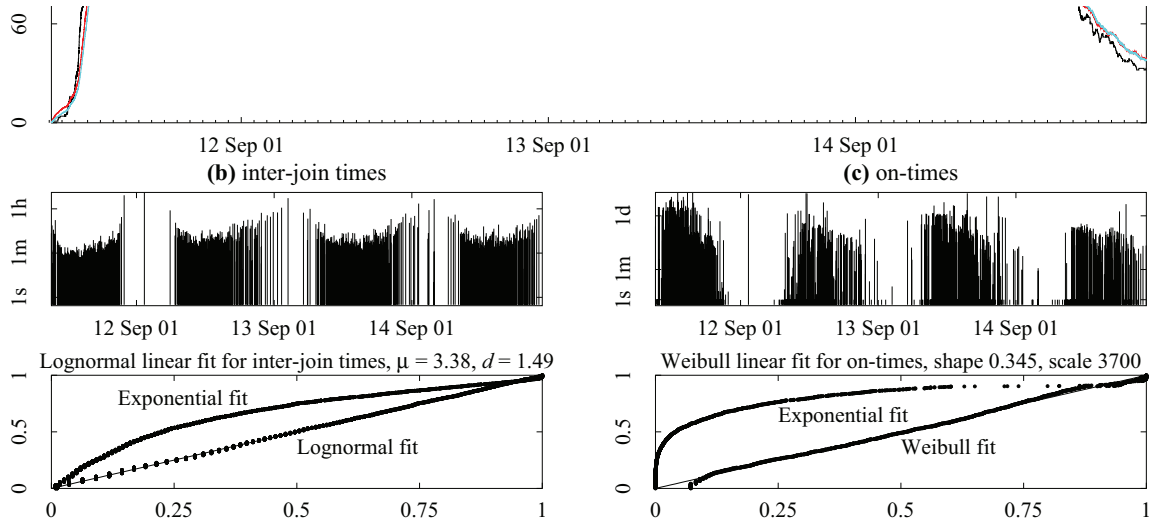 60
0
12 Sep 01 13 Sep 01 14 Sep 01
(b) inter-join times
1h
1m
1s
12 Sep 01 13 Sep 01 14 Sep 01
Lognormal linear fit for inter-join times, μ = 3.38, d = 1.49
1
0.5
0
Exponential fit
Lognormal fit
0 0.25 0.5 0.75 1
(c) on-times
1d
1m
1s
12 Sep 01 13 Sep 01 14 Sep 01
Weibull linear fit for on-times, shape 0.345, scale 3700
1
0.5
0
Exponential fit
Weibull fit
0 0.25 0.5 0.75 1